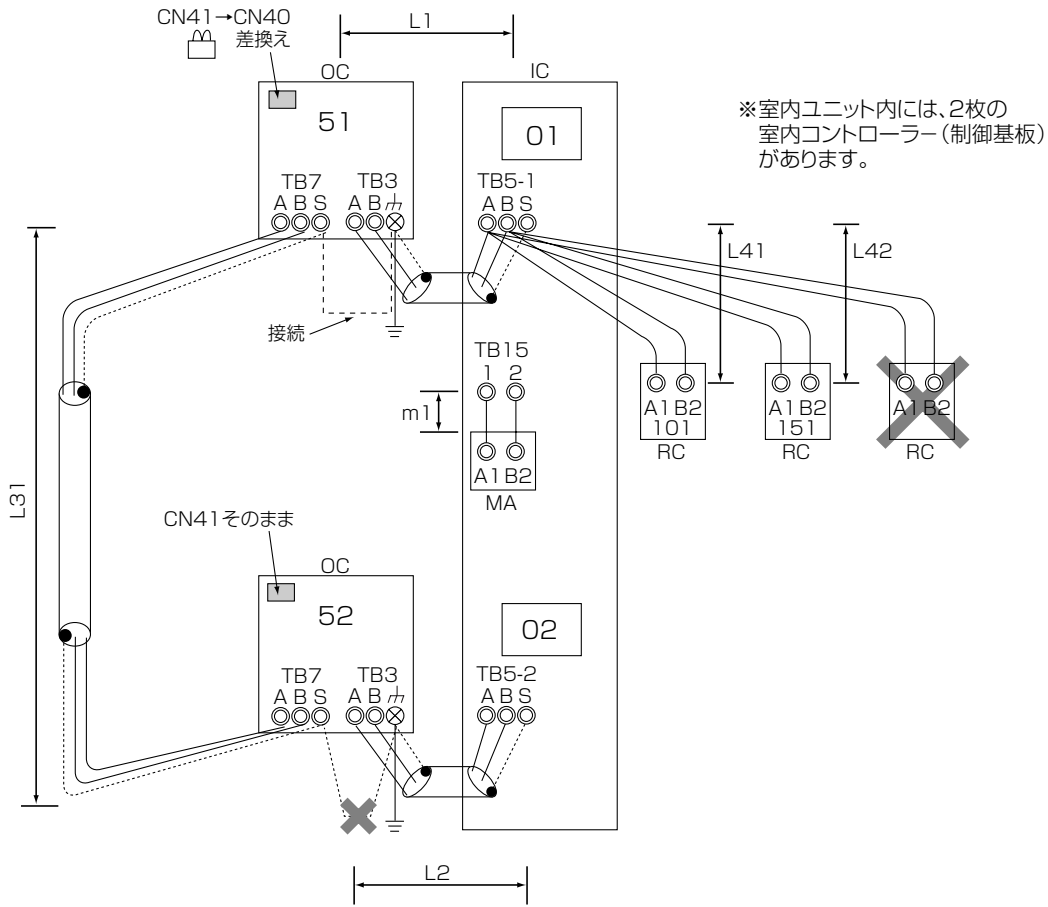 CN41→CN40
差換え
L1
OC
IC
51
01
※室内ユニット内には、2枚の
室内コントローラー(制御基板)
があります。
TB7
TB3
TB5-1
A B S
A B
A B S
L41
L42
接続
TB15
1 2
m1
A1 B2
MA
A1 B2
101
RC
A1 B2
151
RC
A1 B2
RC
L31
CN41そのまま
OC
52
02
TB7
TB3
TB5-2
A B S
A B
A B S
L2